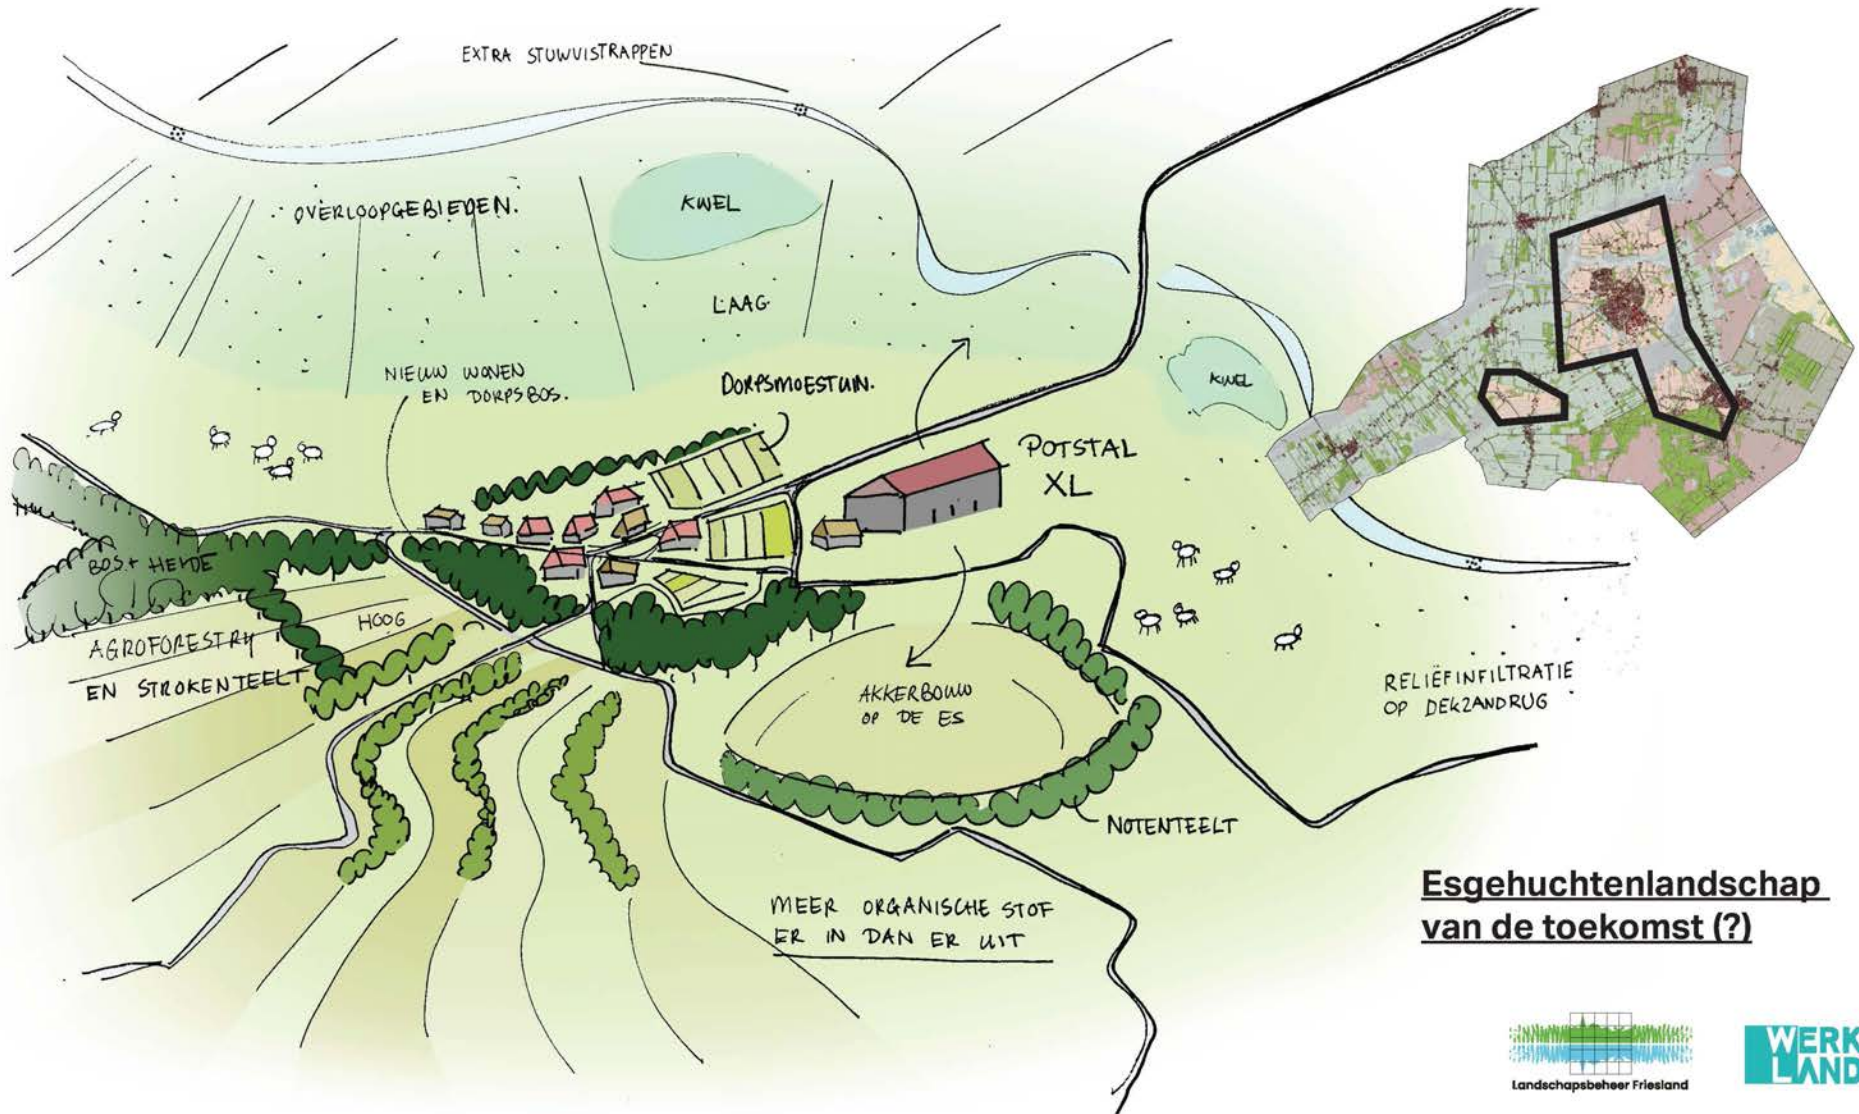 EXTRA STUWVISTRAPPEN
OVERLOOPGEBIEDEN.
KWEL
LAAG
NIEUW WONEN
EN DORPSBOS.
DORPSMOESTUIN.
KWEL
POTSTAL
XL
BOS + HEIDE
HOOG
AGROFORESTRY
EN STROKENTEELT
AKKERBOUW
OP DE ES
RELIËFINFILTRATIE
OP DEKZANDRUG
NOTENTEELT
MEER ORGANISCHE STOF
ER IN DAN ER UIT
Esgehuchtenlandschap
van de toekomst (?)
Landschapsbeheer Friesland
WERK
LAND